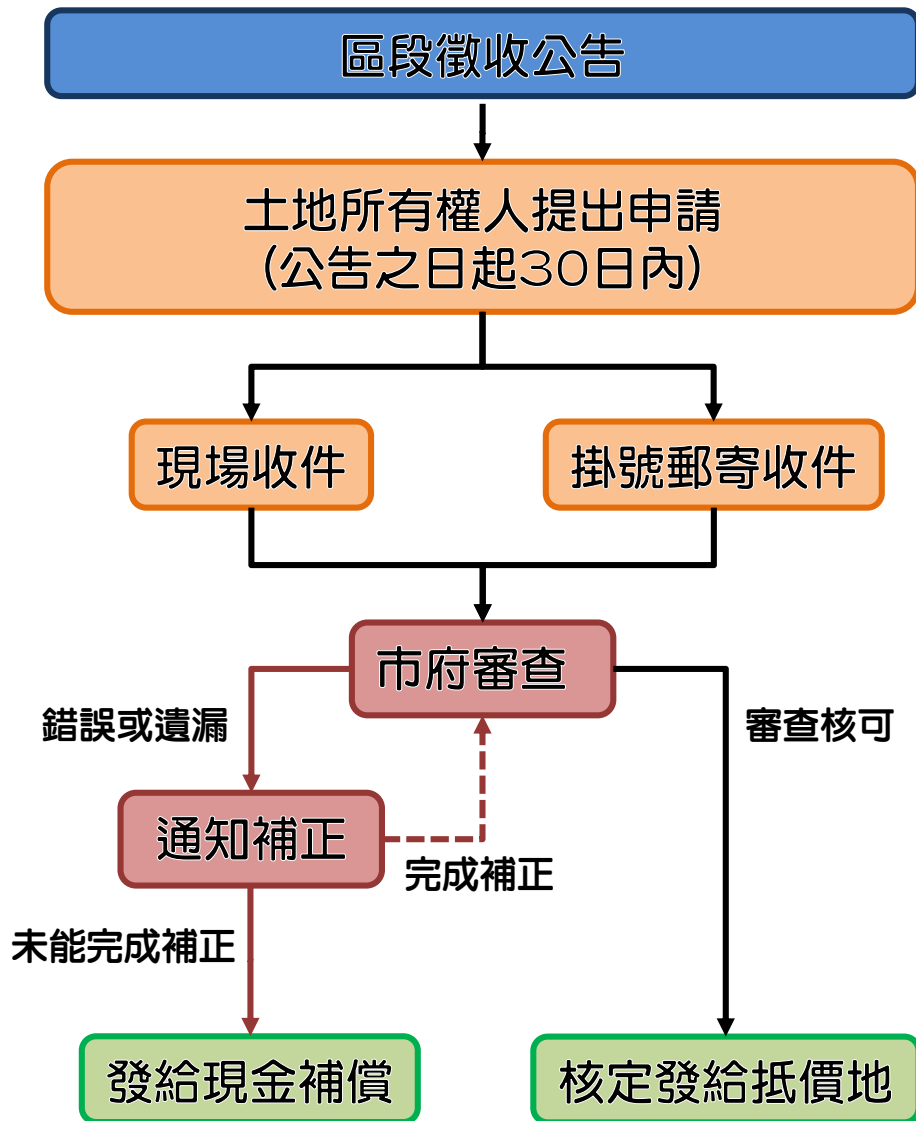 區段徵收公告
土地所有權人提出申請
(公告之日起30日內)
現場收件
掛號郵寄收件
市府審查
錯誤或遺漏
審查核可
通知補正
完成補正
未能完成補正
發給現金補償
核定發給抵價地